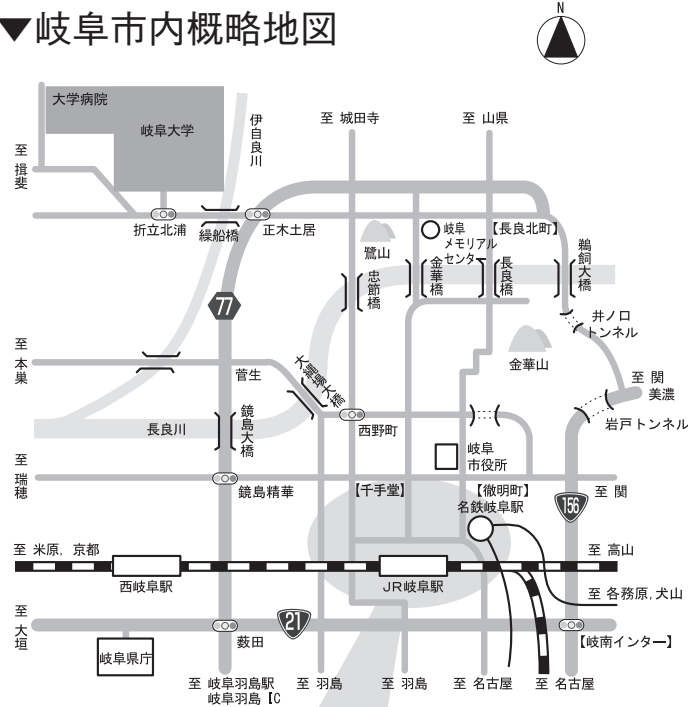 ▼岐阜市内概略地図
N
大学病院
岐阜大学
伊自良川
至 城田寺
至 山県
至 揖斐
折立北浦
繰船橋
正木土居
鷺山
岐阜
メモリアル
センター
【長良北町】
忠節橋
金華橋
長良橋
鵜飼大橋
77
井ノ口
トンネル
至 本巣
菅生
大縄場大橋
金華山
至 関
美濃
岩戸トンネル
長良川
鏡島大橋
西野町
岐阜
市役所
至 瑞穂
鏡島精華
【千手堂】
【徹明町】
名鉄岐阜駅
至 関
156
至 米原, 京都
西岐阜駅
JR岐阜駅
至 高山
至 各務原,犬山
至 大垣
21
薮田
【岐南インター】
岐阜県庁
至 岐阜羽島駅
岐阜羽島【C
至 羽島
至 羽島
至 名古屋
至 名古屋